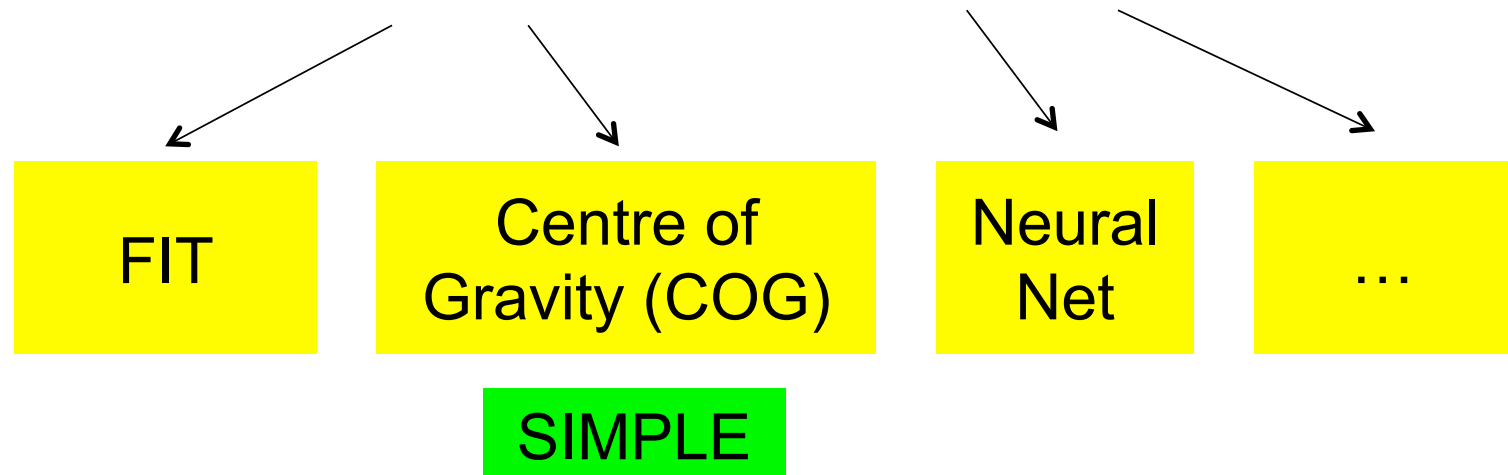 FIT
Centre of
Gravity (COG)
Neural
Net
…
SIMPLE